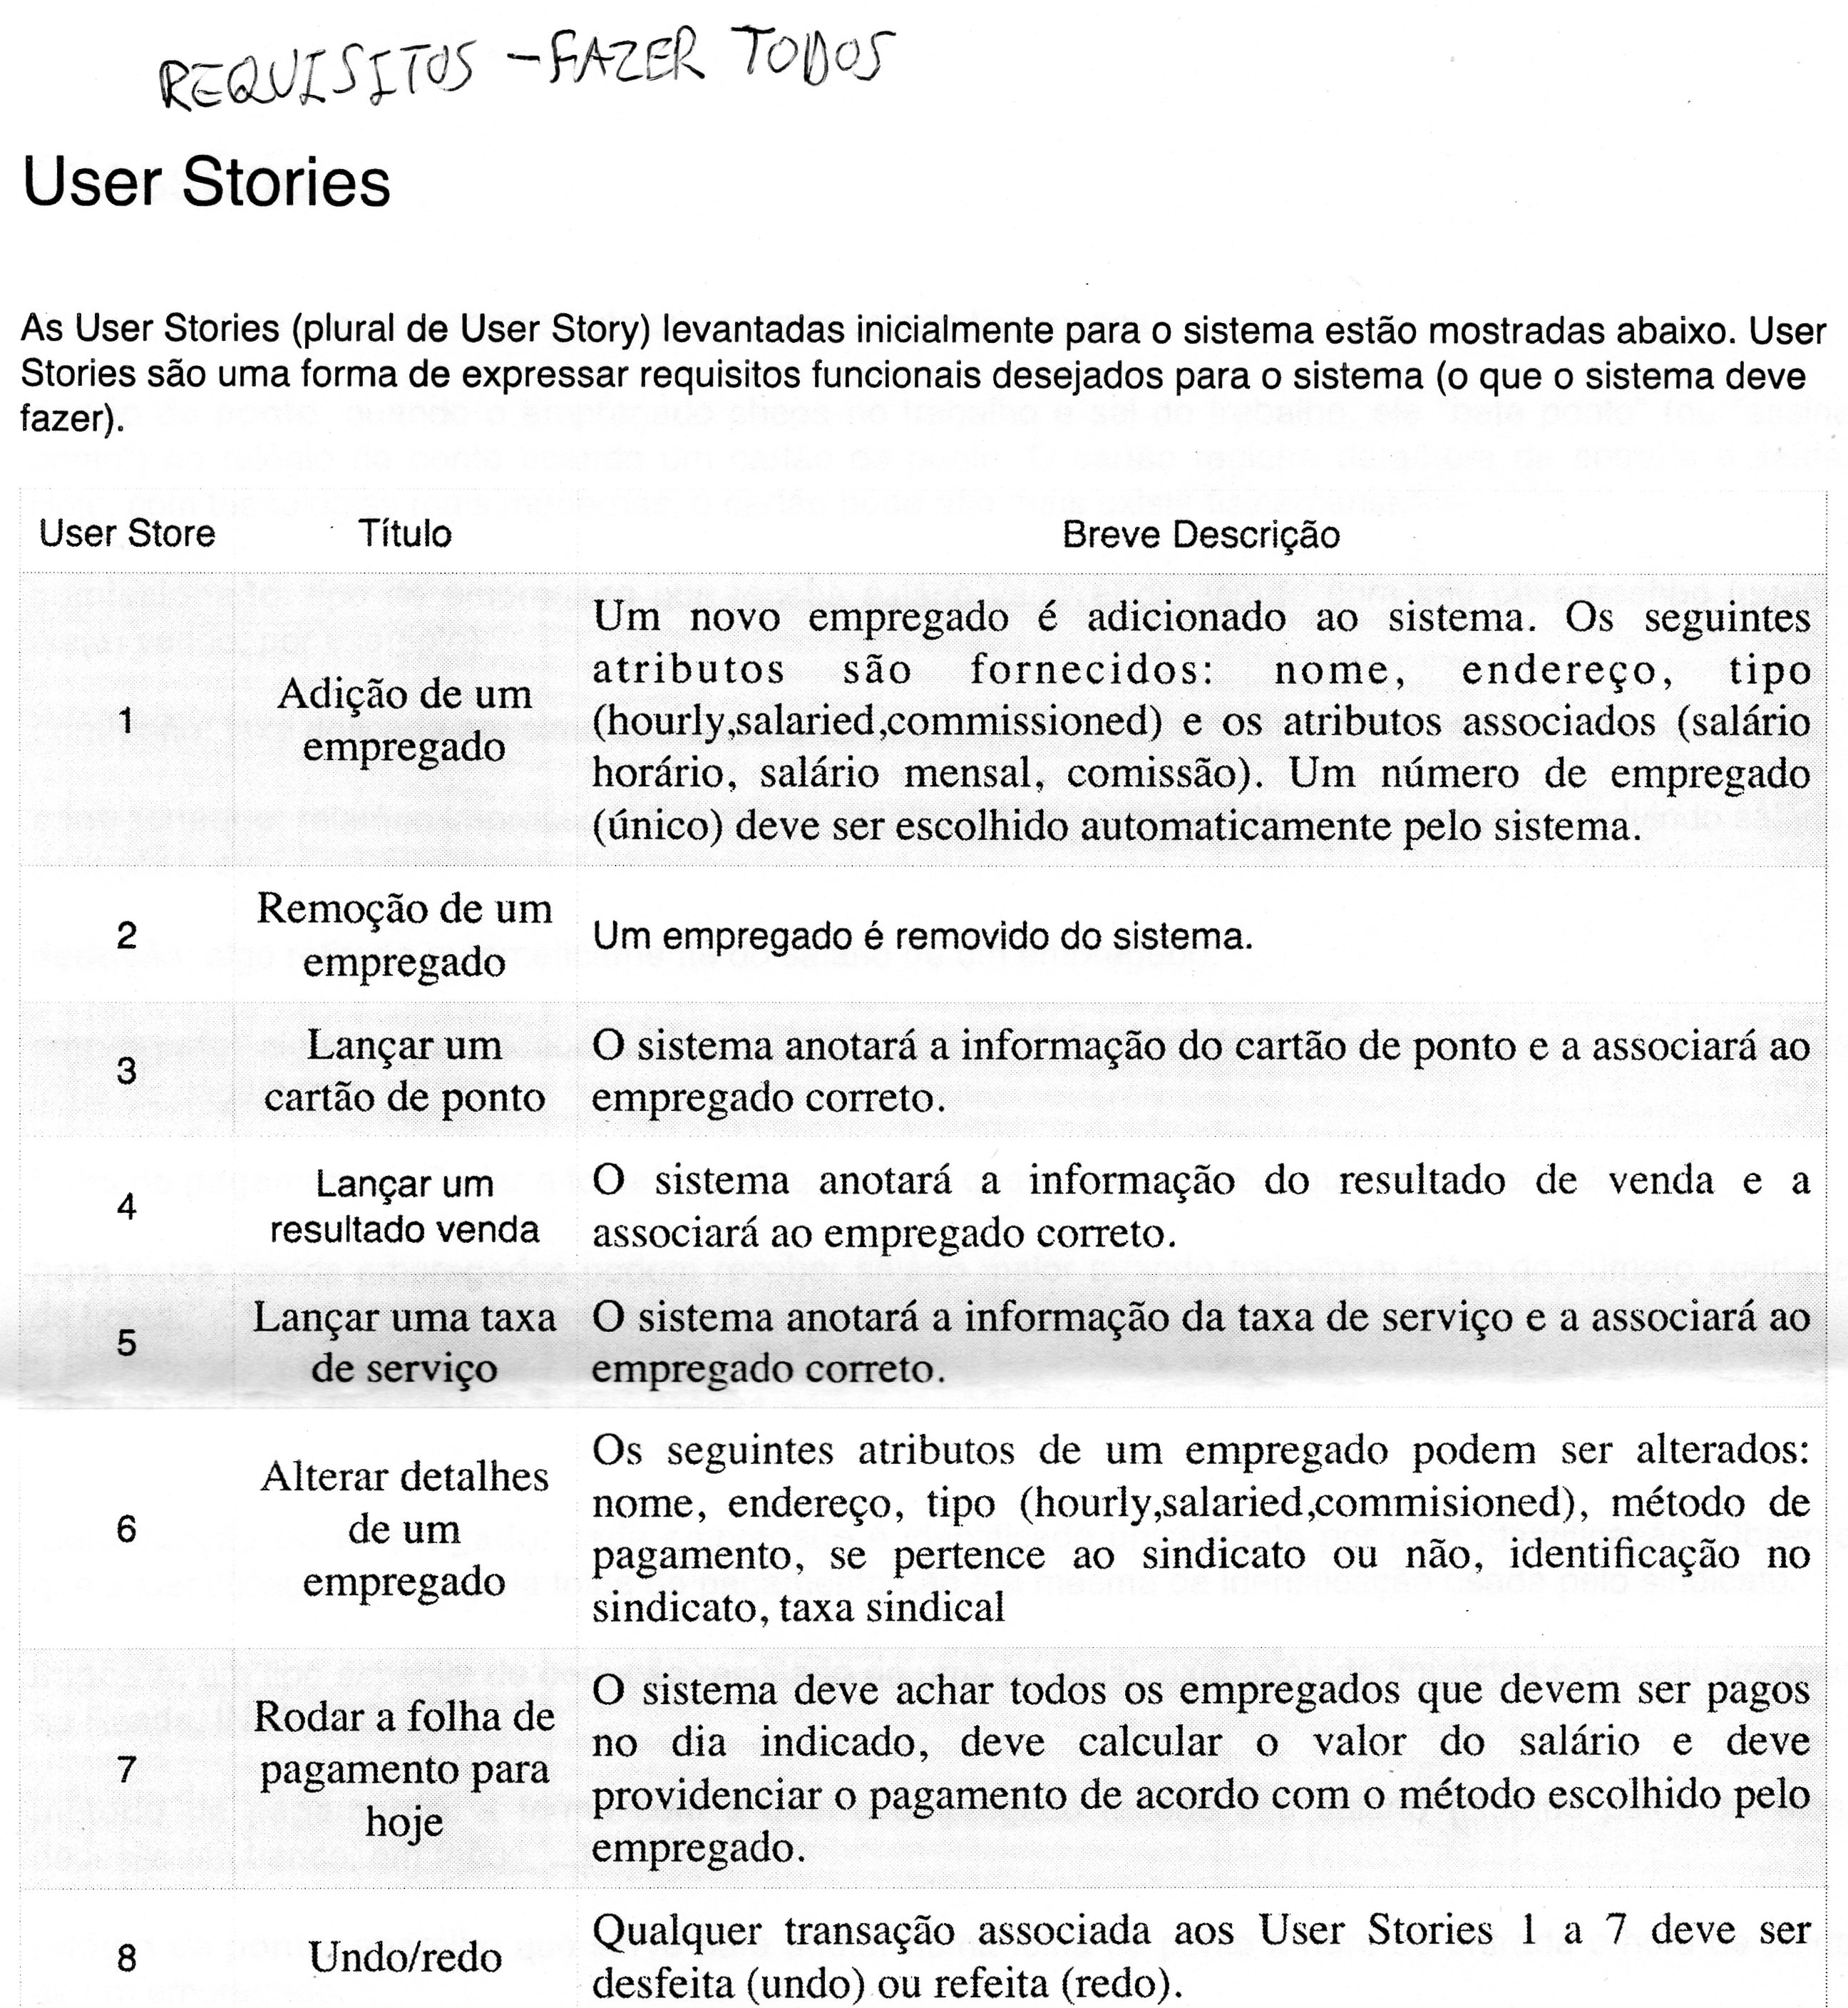 REQUISITOS - FAZER TODOS
User Stories
As User Stories (plural de User Story) levantadas inicialmente para o sistema estão mostradas abaixo. User
Stories são uma forma de expressar requisitos funcionais desejados para o sistema (o que o sistema deve
fazer).
User Store Título Breve Descrição
1
Adição de um
empregado
Um novo empregado é adicionado ao sistema. Os seguintes
atributos são fornecidos: nome, endereço, tipo
(hourly,salaried,commissioned) e os atributos associados (salário
horário, salário mensal, comissão). Um número de empregado
(único) deve ser escolhido automaticamente pelo sistema.
2
Remoção de um
empregado
Um empregado é removido do sistema.
3
Lançar um
cartão de ponto
O sistema anotará a informação do cartão de ponto e a associará ao
empregado correto.
4
Lançar um
resultado venda
O sistema anotará a informação do resultado de venda e a
associará ao empregado correto.
5
Lançar uma taxa
de serviço
O sistema anotará a informação da taxa de serviço e a associará ao
empregado correto.
6
Alterar detalhes
de um
empregado
Os seguintes atributos de um empregado podem ser alterados:
nome, endereço, tipo (hourly,salaried,commisioned), método de
pagamento, se pertence ao sindicato ou não, identificação no
sindicato, taxa sindical
7
Rodar a folha de
pagamento para
hoje
O sistema deve achar todos os empregados que devem ser pagos
no dia indicado, deve calcular o valor do salário e deve
providenciar o pagamento de acordo com o método escolhido pelo
empregado.
8
Undo/redo
Qualquer transação associada aos User Stories 1 a 7 deve ser
desfeita (undo) ou refeita (redo).